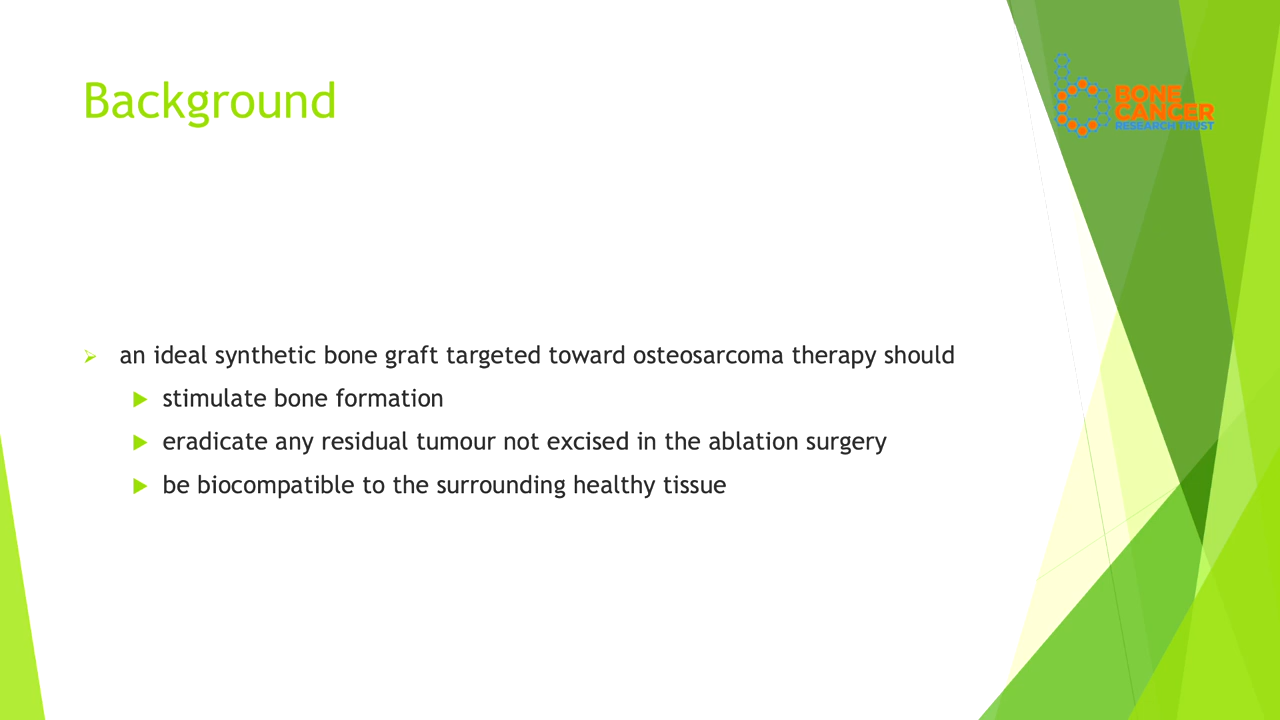 Background
BONE
CANCER
RESEARCH TRUST
an ideal synthetic bone graft targeted toward osteosarcoma therapy should
stimulate bone formation
eradicate any residual tumour not excised in the ablation surgery
be biocompatible to the surrounding healthy tissue